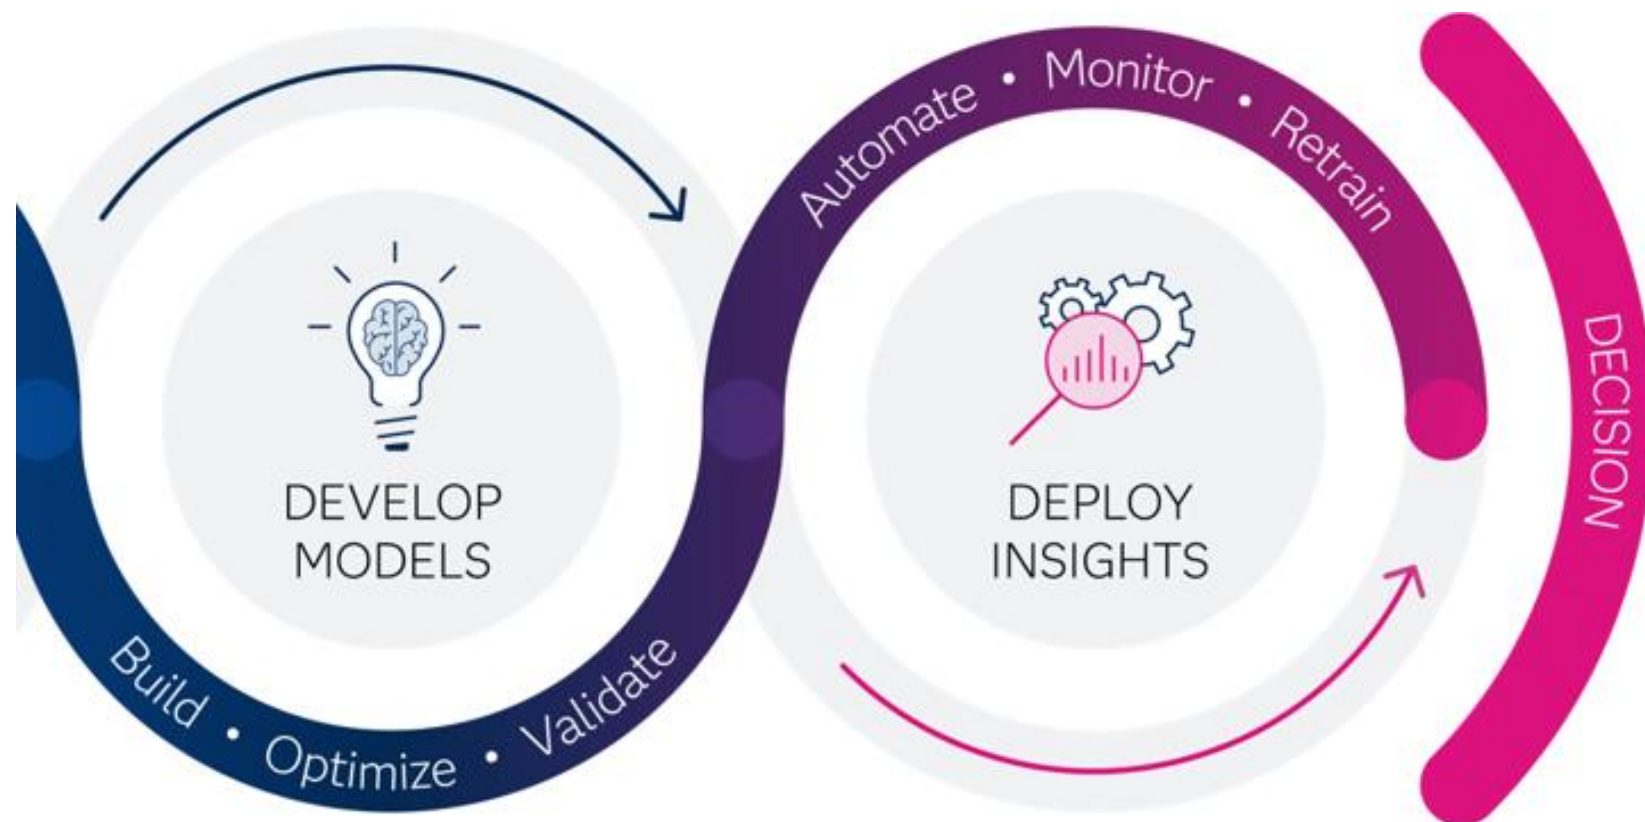 DEVELOP
MODELS
Build • Optimize • Validate
Automate • Monitor • Retrain
DEPLOY
INSIGHTS
DECISION